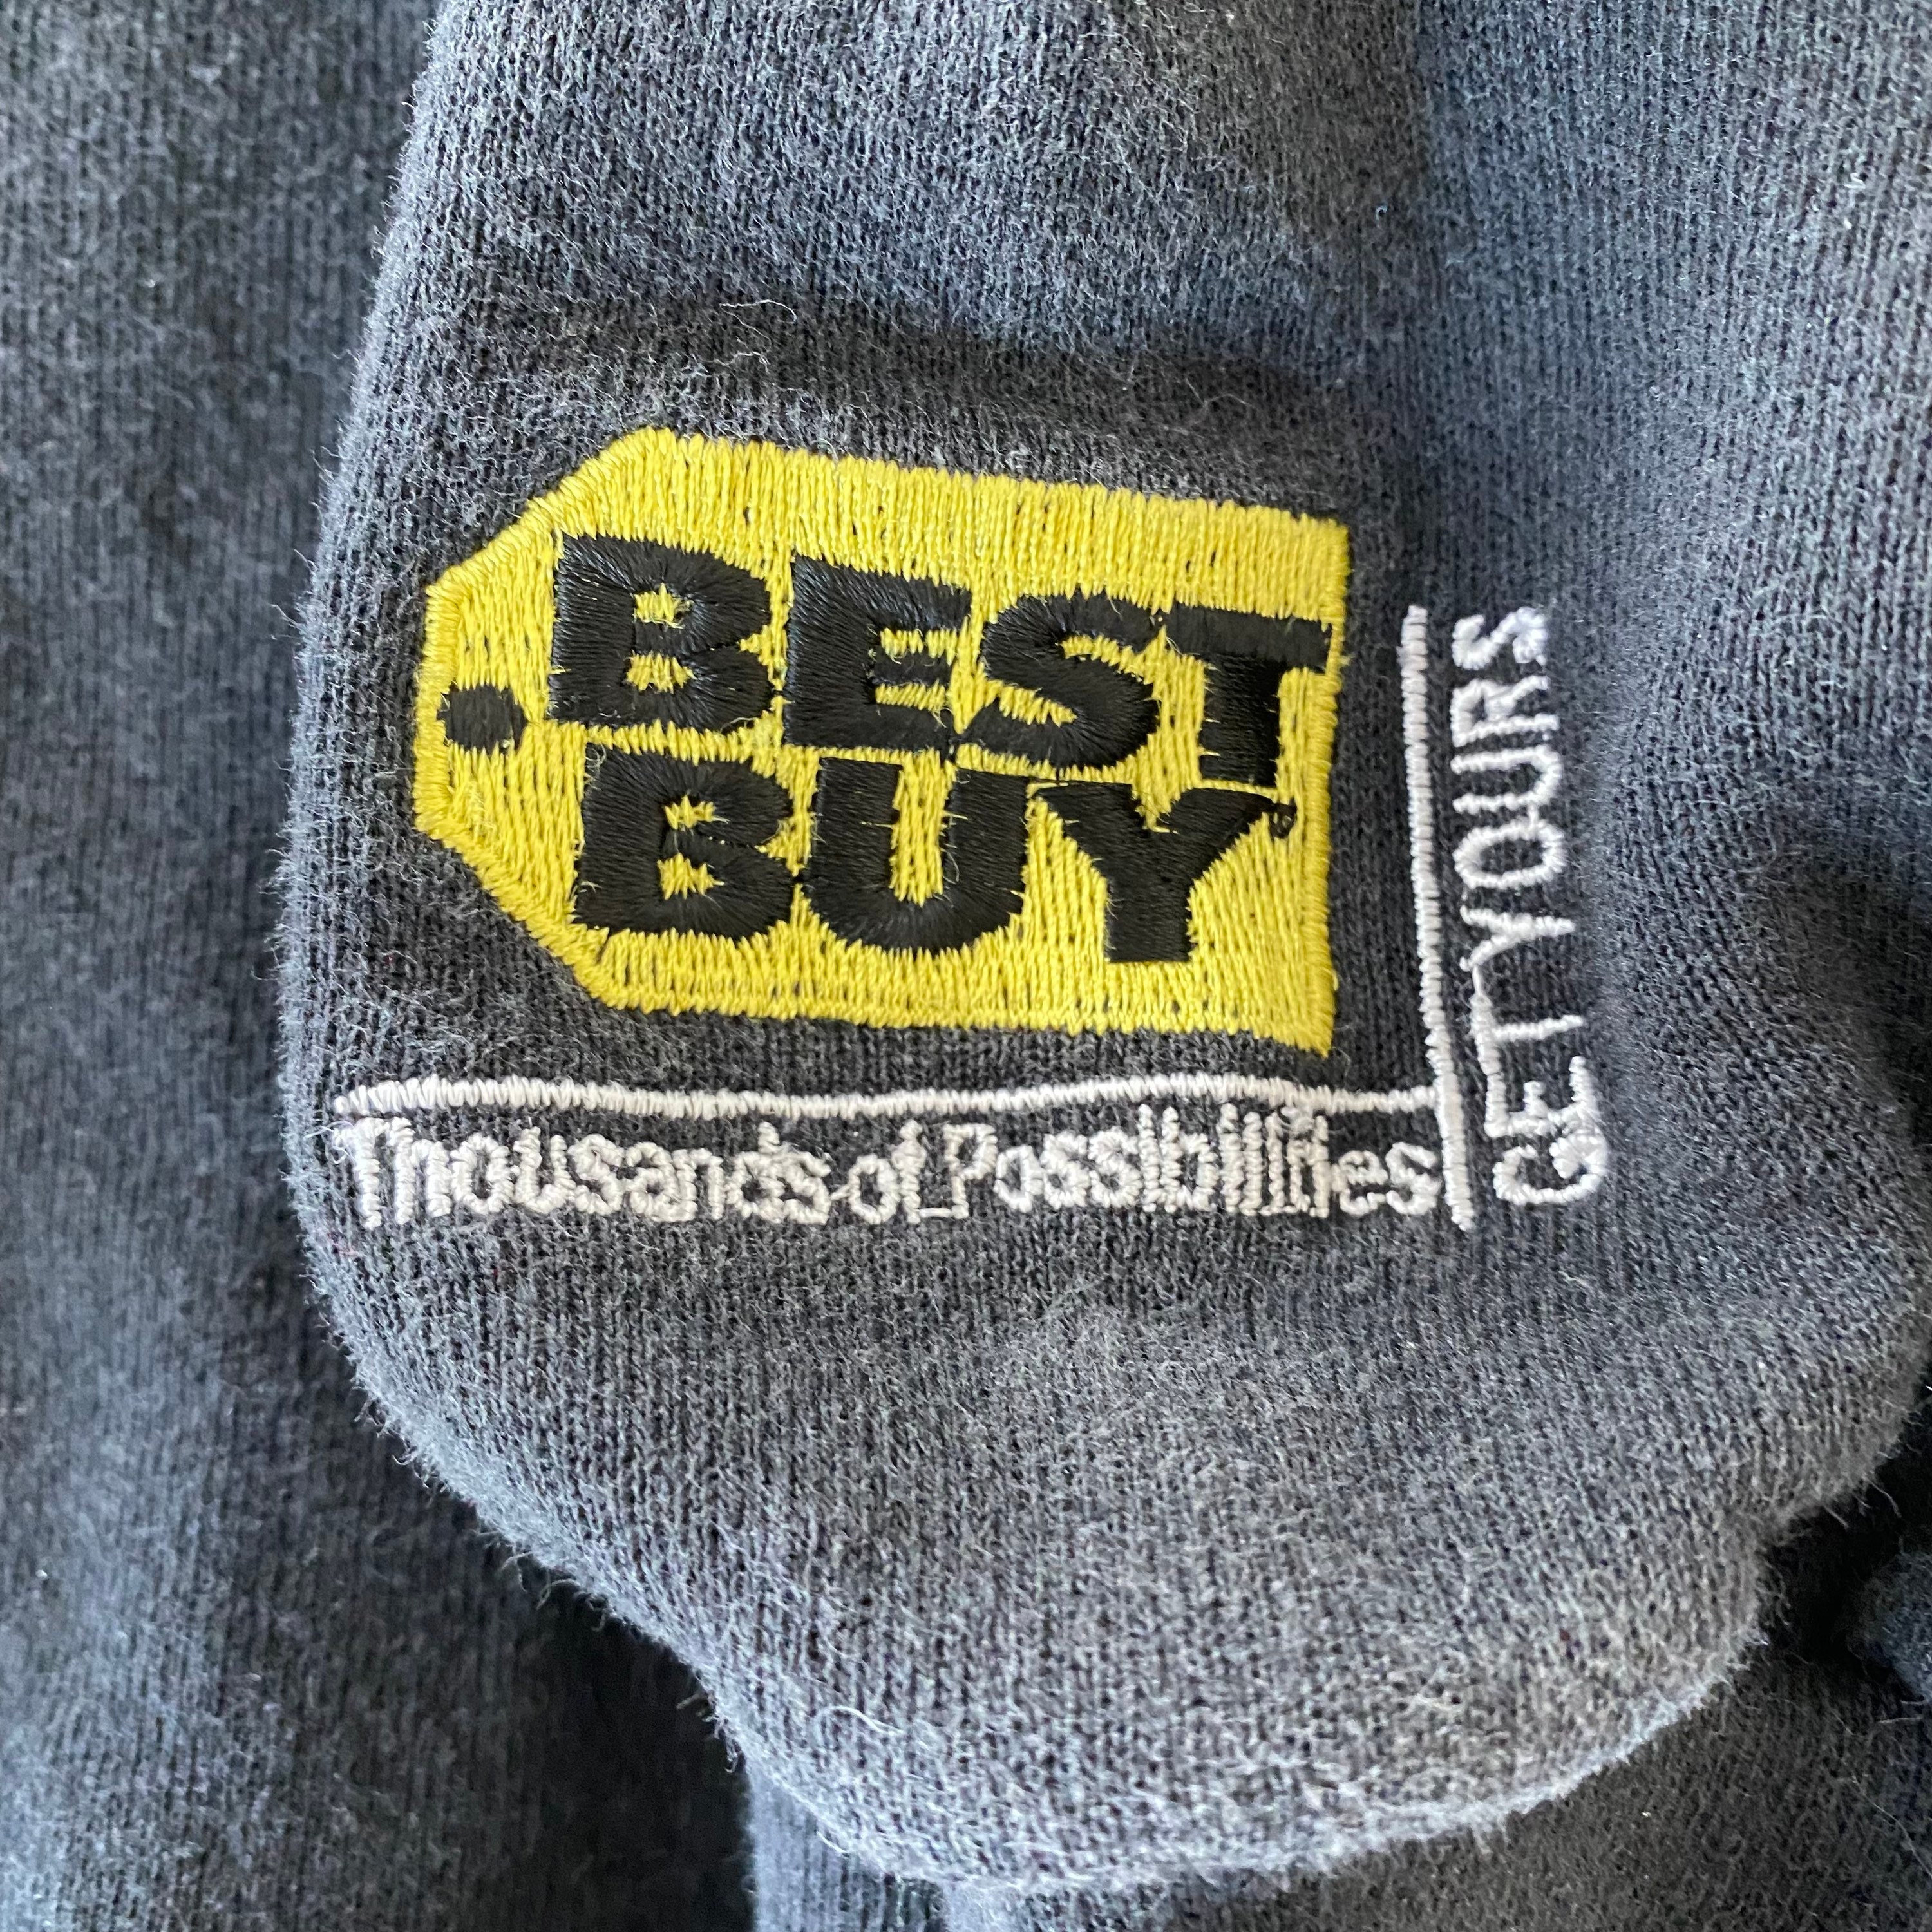 BEST
BUY®
Thousands of Possibilities
GET YOURS